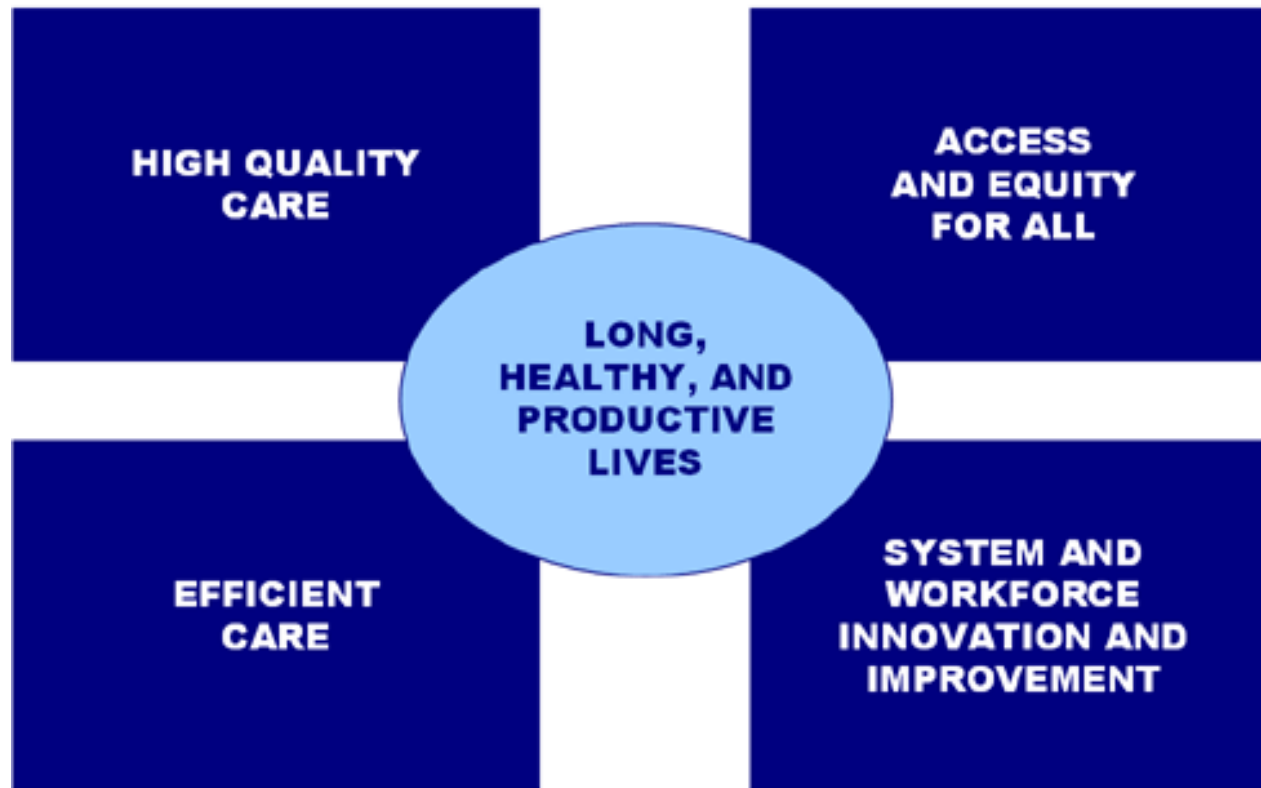 HIGH QUALITY
CARE
ACCESS
AND EQUITY
FOR ALL
LONG,
HEALTHY, AND
PRODUCTIVE
LIVES
EFFICIENT
CARE
SYSTEM AND
WORKFORCE
INNOVATION AND
IMPROVEMENT